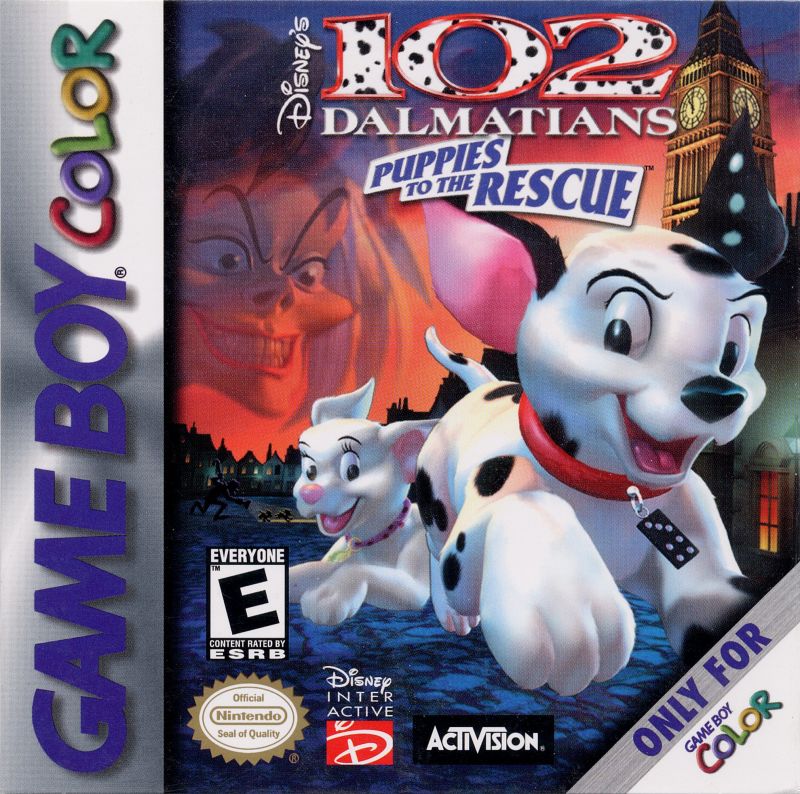 GAME BOY COLOR
®
Disney's
102
DALMATIANS
PUPPIES
TO THE RESCUE
™
EVERYONE
™
E
CONTENT RATED BY
ESRB
Official
Nintendo
Seal of Quality
®
Disney
INTER
ACTIVE
D
ACTIVISION®
ONLY FOR
GAME BOY
COLOR